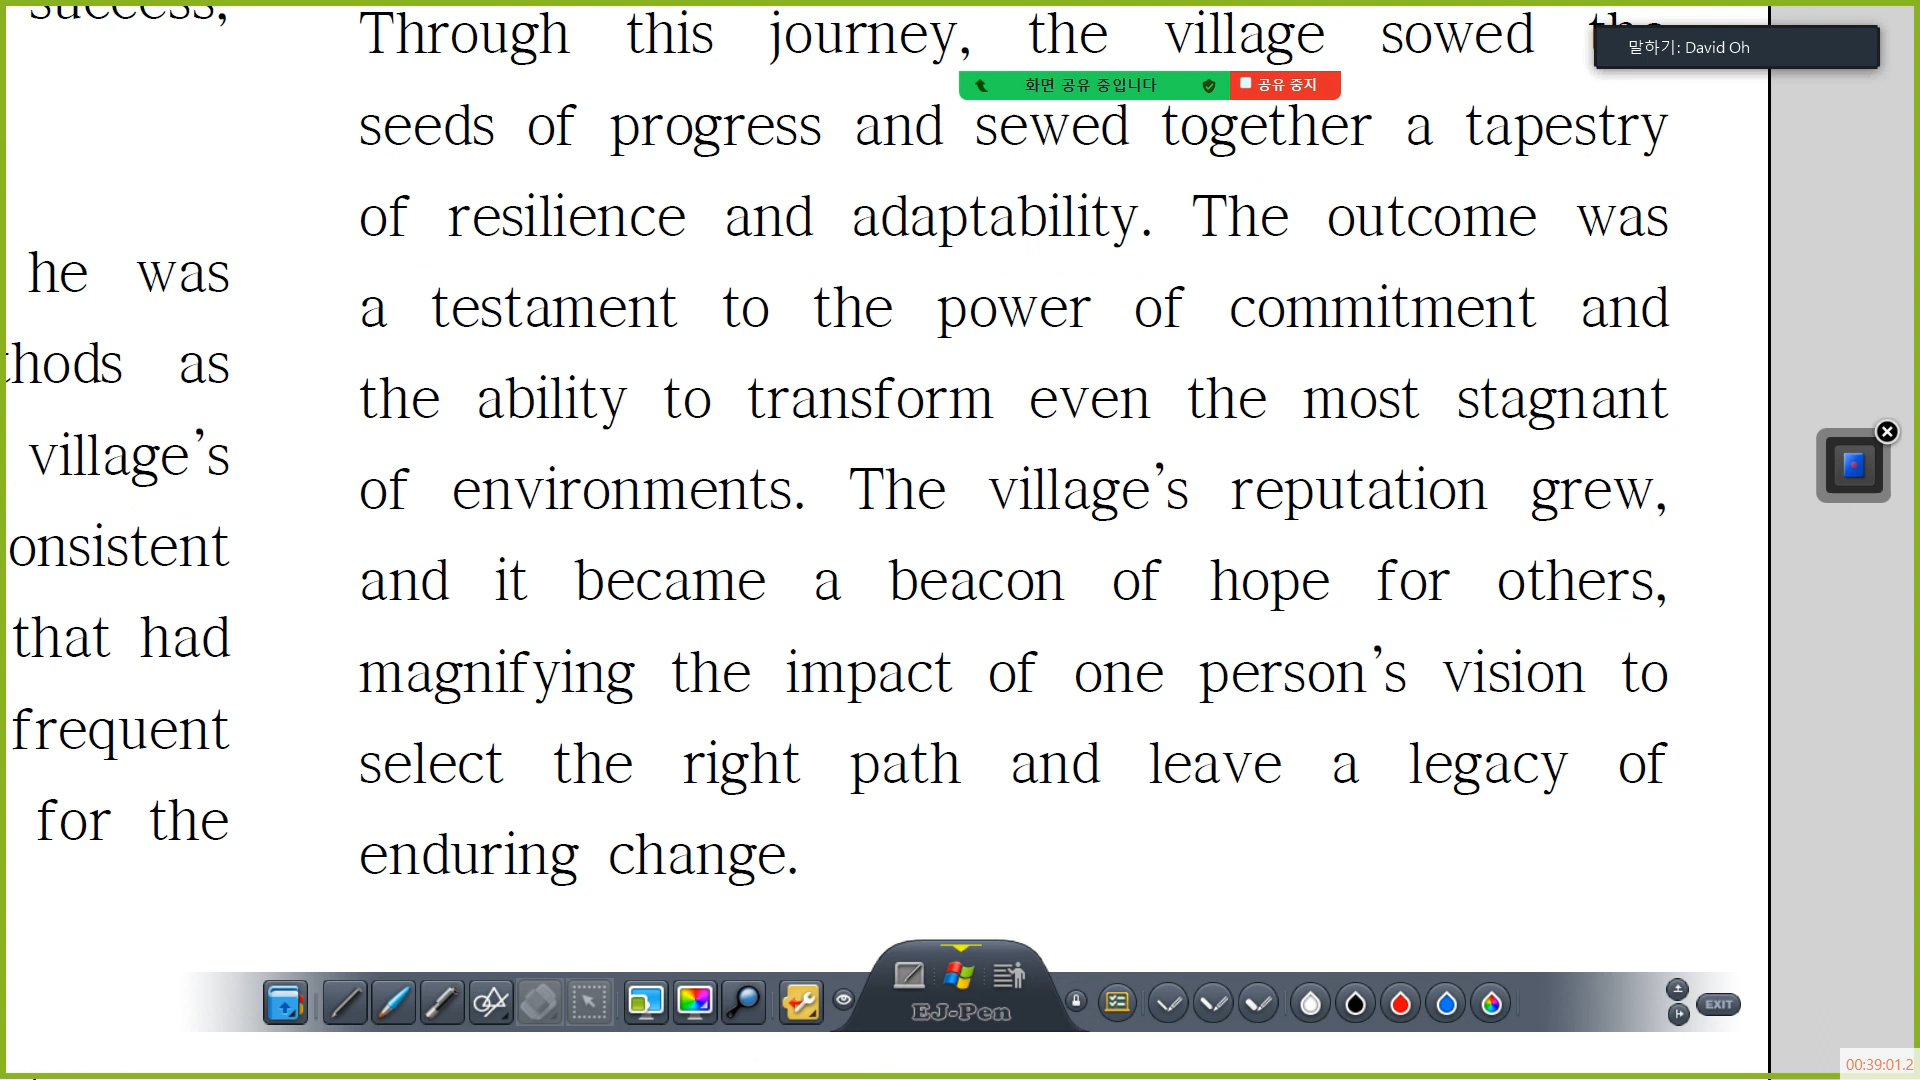 success,
he was
thods as
village's
onsistent
that had
frequent
for the
Through this journey, the village sowed the
seeds of progress and sewed together a tapestry
of resilience and adaptability. The outcome was
a testament to the power of commitment and
the ability to transform even the most stagnant
of environments. The village's reputation grew,
and it became a beacon of hope for others,
magnifying the impact of one person's vision to
select the right path and leave a legacy of
enduring change.
말하기: David Oh
화면 공유 중입니다
공유 중지
EJ-Pen
EXIT
00:39:01.2